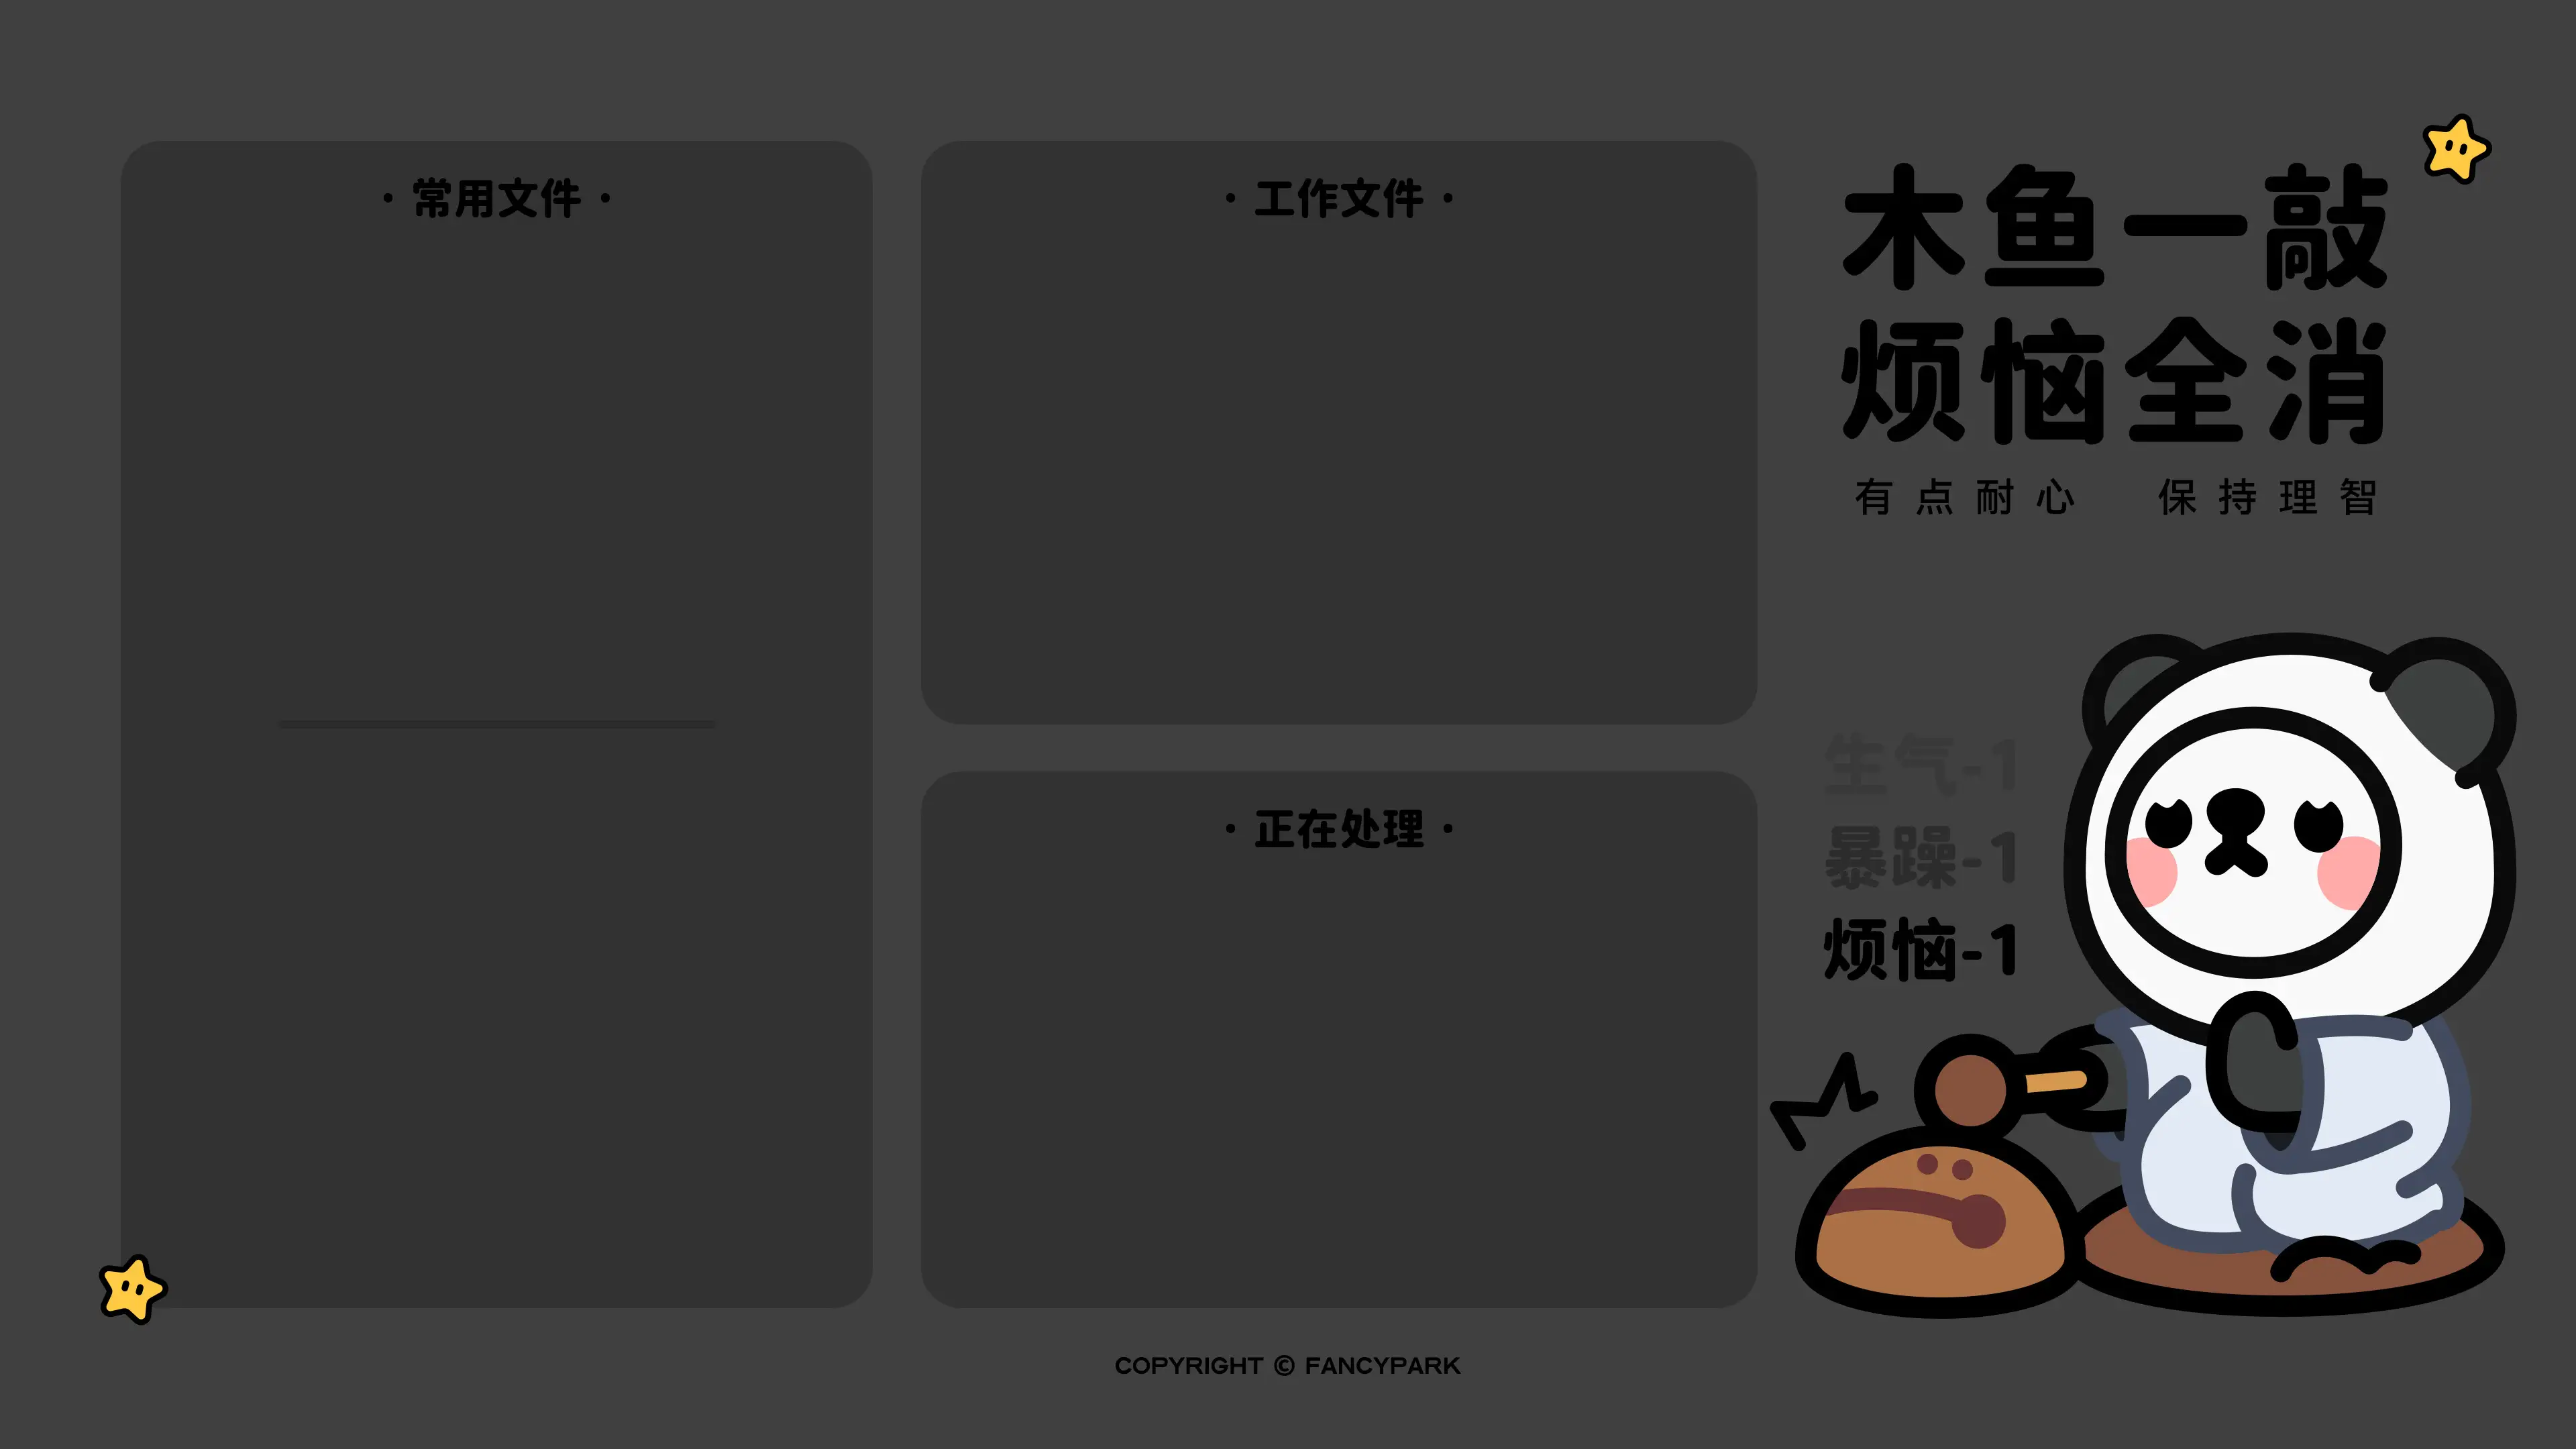 · 常用文件 ·
· 工作文件 ·
· 正在处理 ·
木鱼一敲
烦恼全消
有点耐心 保持理智
生气-1
暴躁-1
烦恼-1
COPYRIGHT © FANCYPARK